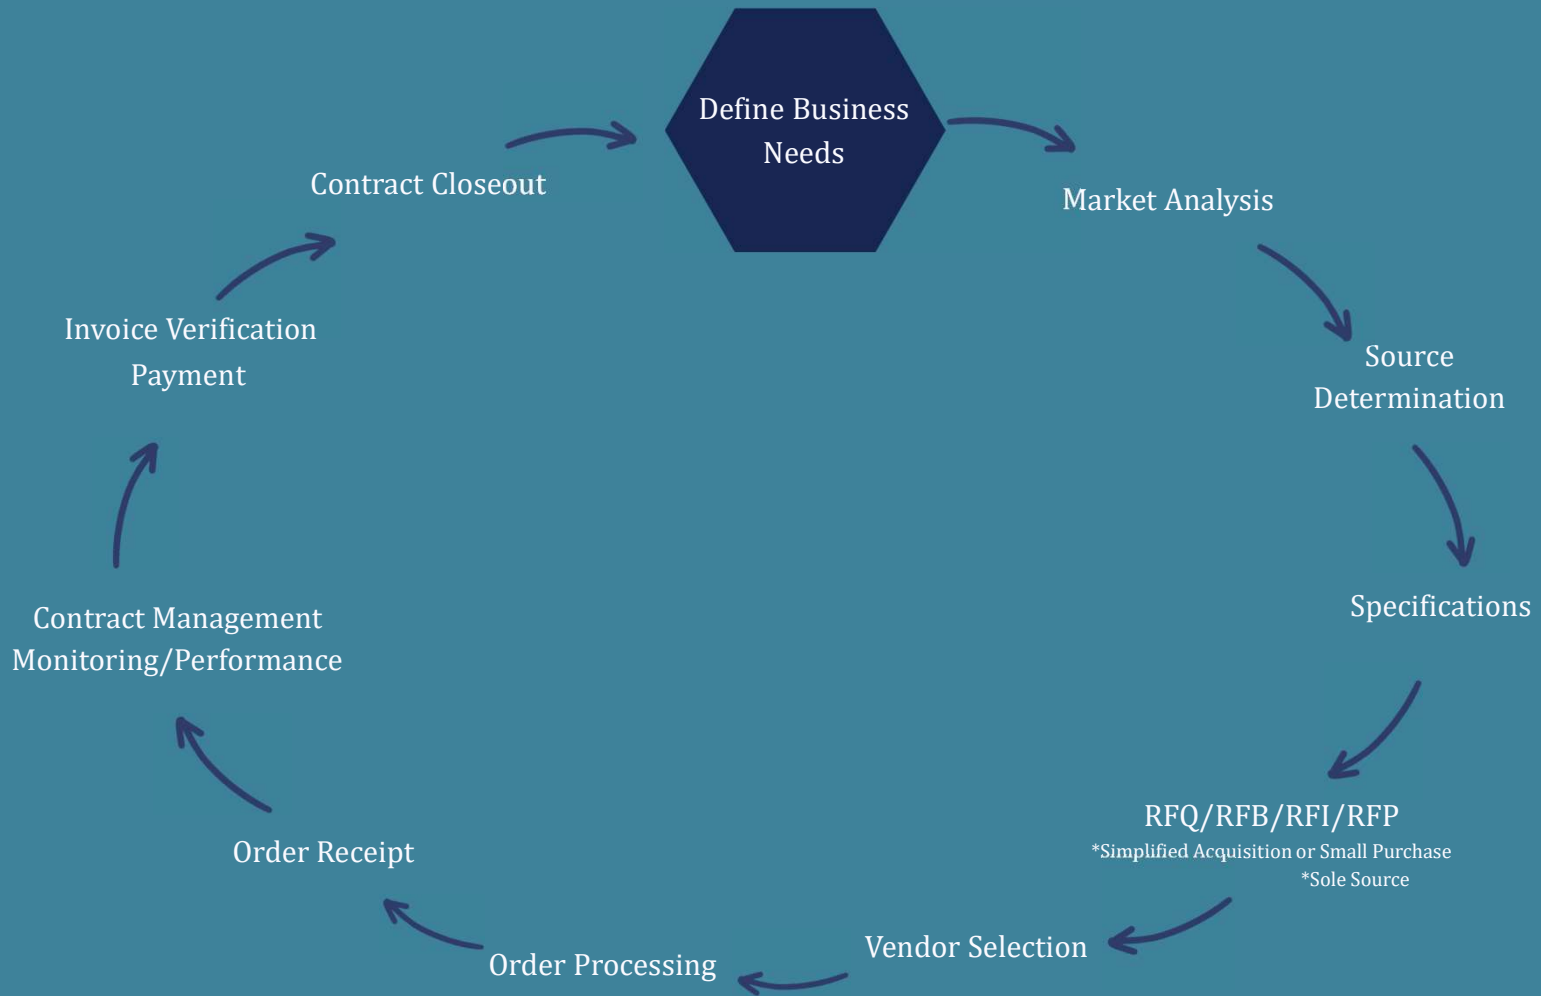 Define Business
Needs
Market Analysis
Source
Determination
Specifications
RFQ/RFB/RFI/RFP
*Simplified Acquisition or Small Purchase
*Sole Source
Vendor Selection
Order Processing
Order Receipt
Contract Management
Monitoring/Performance
Invoice Verification
Payment
Contract Closeout